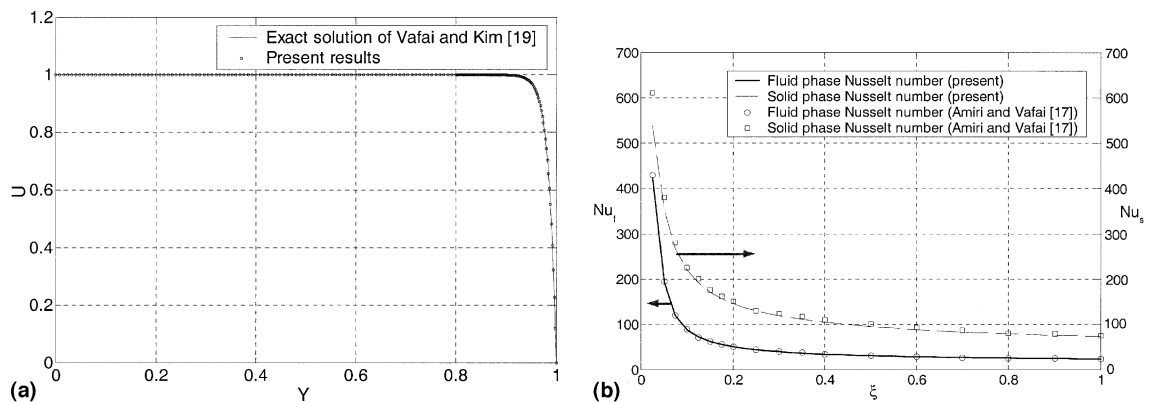 1.2
1
0.8
0.6
0.4
0.2
0
U
0 0.2 0.4 0.6 0.8 1
Y
Exact solution of Vafai and Kim [19]
Present results
(a)
700
600
500
400
300
200
100
0
Nuf
0 0.2 0.4 0.6 0.8 1
ξ
Fluid phase Nusselt number (present)
Solid phase Nusselt number (present)
Fluid phase Nusselt number (Amiri and Vafai [17])
Solid phase Nusselt number (Amiri and Vafai [17])
700
600
500
400
300
200
100
0
Nus
(b)